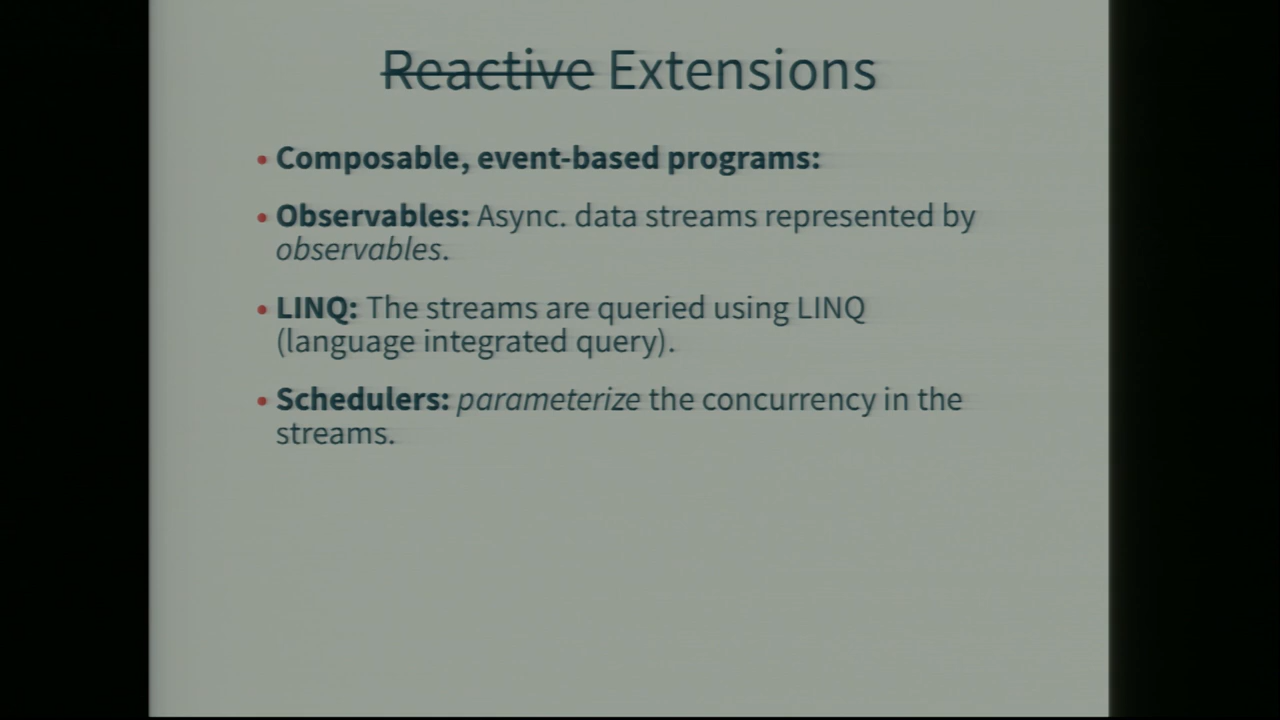 Reactive Extensions
• Composable, event-based programs:
• Observables: Async. data streams represented by
observables.
• LINQ: The streams are queried using LINQ
(language integrated query).
• Schedulers: parameterize the concurrency in the
streams.